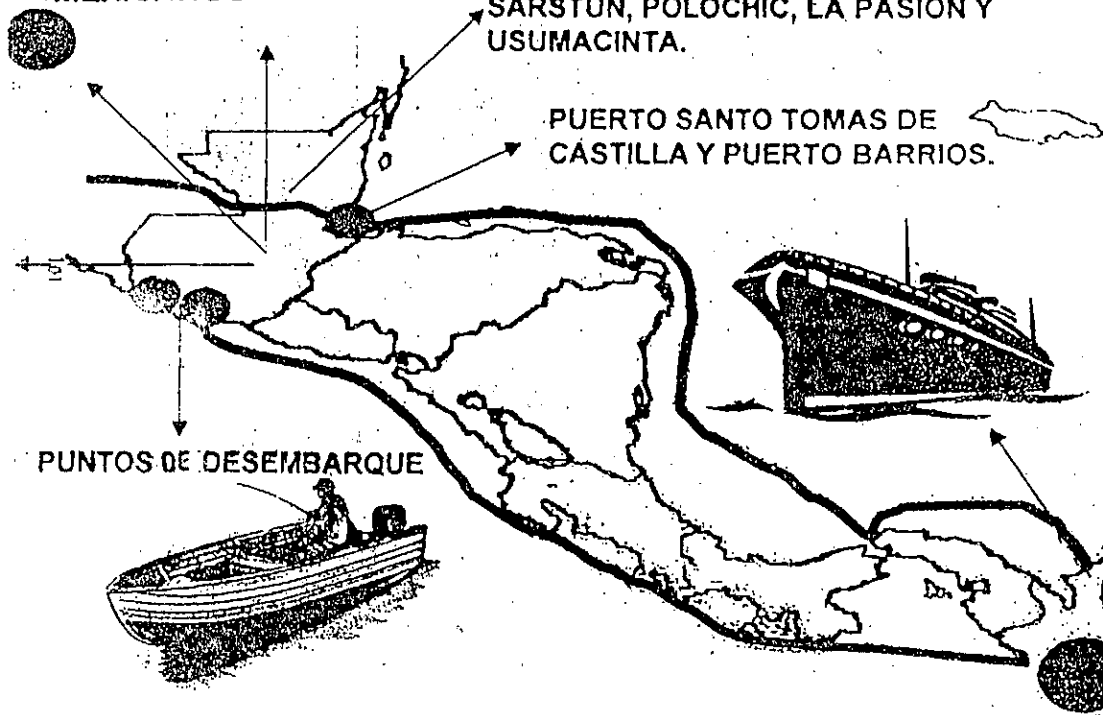 SARSTUN, POLOCHIC, LA PASION Y
USUMACINTA.
PUERTO SANTO TOMAS DE
CASTILLA Y PUERTO BARRIOS.
PUNTOS DE DESEMBARQUE